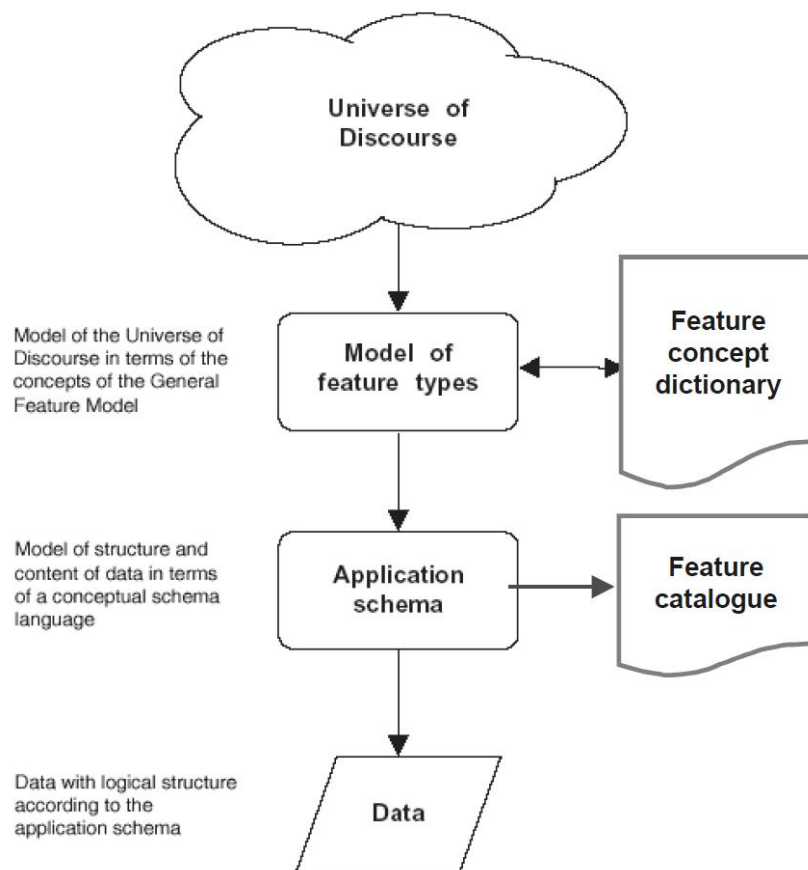 Universe of
Discourse
Model of the Universe of
Discourse in terms of the
concepts of the General
Feature Model
Model of
feature types
Feature
concept
dictionary
Model of structure and
content of data in terms
of a conceptual schema
language
Application
schema
Feature
catalogue
Data with logical structure
according to the
application schema
Data